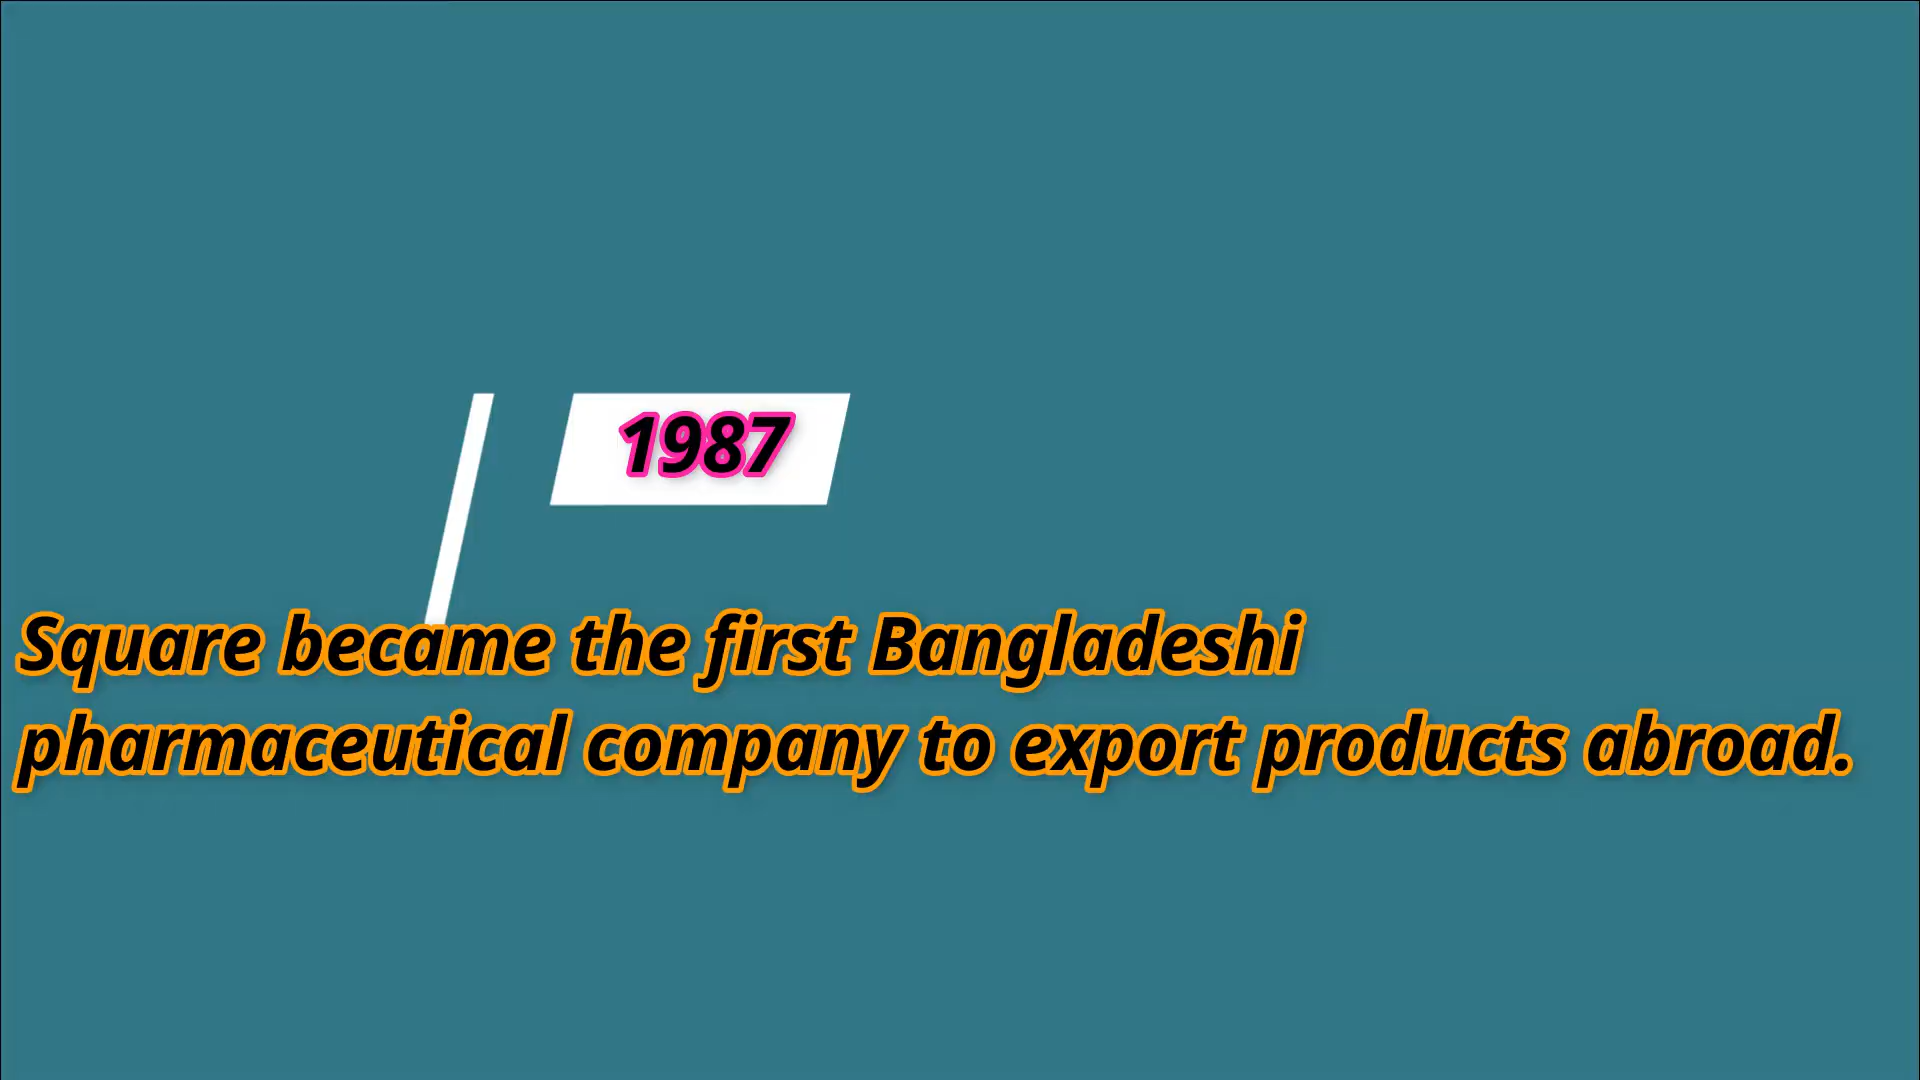 1987
Square became the first Bangladeshi
pharmaceutical company to export products abroad.